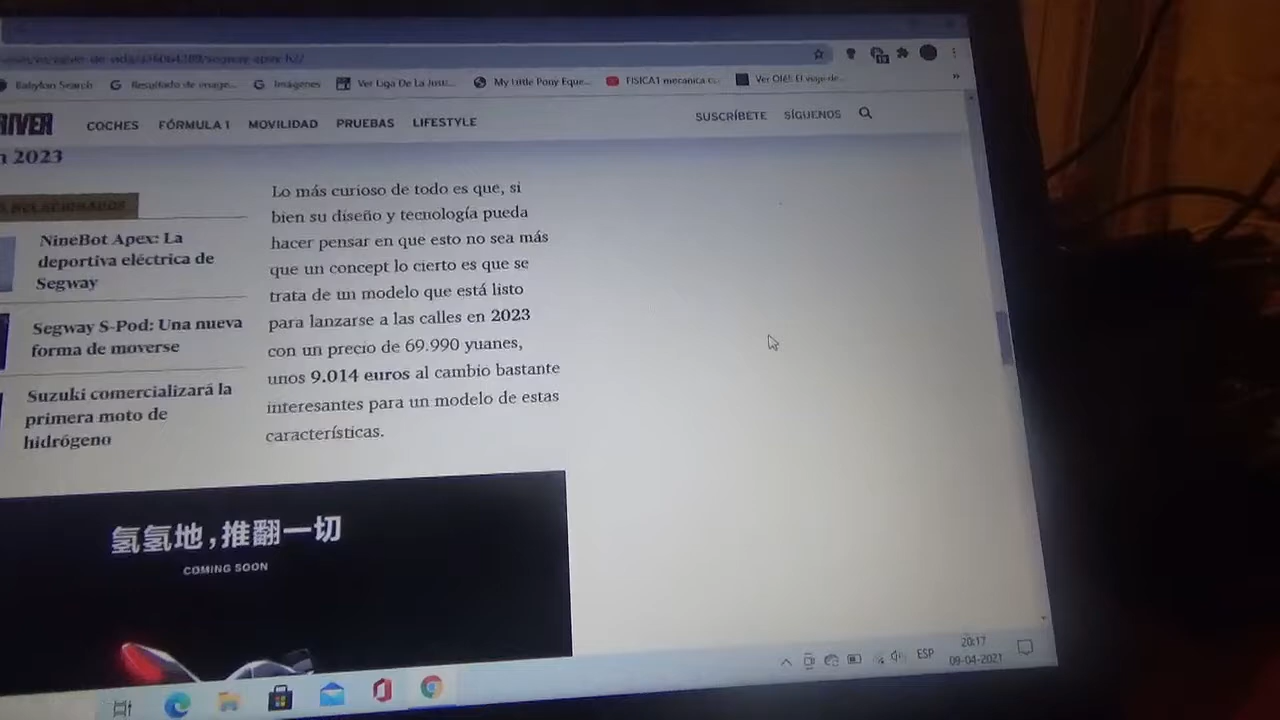 Babylon Search
Resultado de image...
Imágenes
Ver Liga De La Justi...
My Little Pony Eque...
FISICA1 mecanica cl...
Ver Olé!: El viaje de...
»
RIVER
COCHES
FÓRMULA 1
MOVILIDAD
PRUEBAS
LIFESTYLE
SUSCRÍBETE
SÍGUENOS
n 2023
RELACIONADOS
NineBot Apex: La
deportiva eléctrica de
Segway
Segway S-Pod: Una nueva
forma de moverse
Suzuki comercializará la
primera moto de
hidrógeno
Lo más curioso de todo es que, si
bien su diseño y tecnología pueda
hacer pensar en que esto no sea más
que un concept lo cierto es que se
trata de un modelo que está listo
para lanzarse a las calles en 2023
con un precio de 69.990 yuanes,
unos 9.014 euros al cambio bastante
interesantes para un modelo de estas
características.
氢氢地,推翻一切
COMING SOON
ESP
20:17
09-04-2021